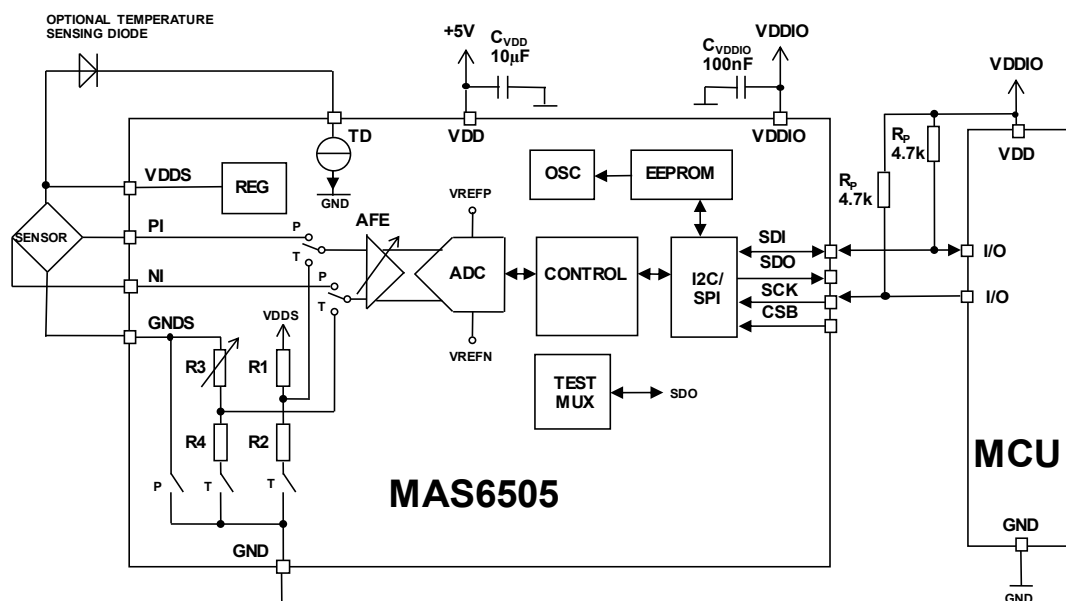 OPTIONAL TEMPERATURE
SENSING DIODE
+5V
CVDD
10μF
CVDDIO
100nF
VDDIO
VDDIO
TD
VDD
VDDIO
RP
4.7k
VDD
RP
4.7k
VDDS
REG
GND
OSC
EEPROM
VREFP
AFE
SENSOR
PI
P
T
NI
P
T
ADC
CONTROL
I2C/
SPI
SDI
SDO
SCK
CSB
I/O
I/O
GNDS
VDDS
VREFN
R3
R1
TEST
MUX
SDO
R4
R2
P
T
T
MAS6505
MCU
GND
GND
GND